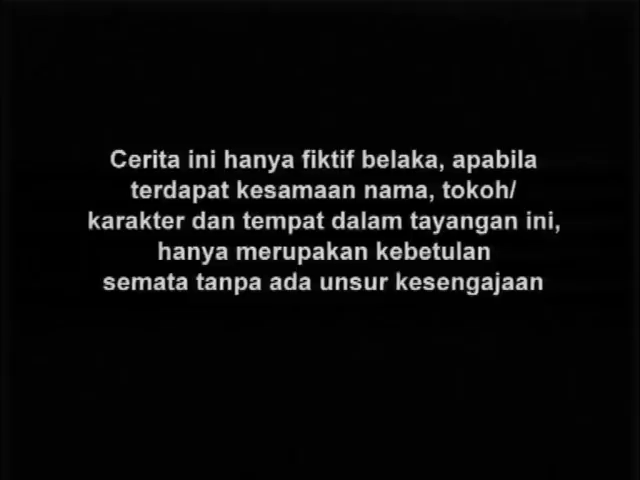 Cerita ini hanya fiktif belaka, apabila
terdapat kesamaan nama, tokoh/
karakter dan tempat dalam tayangan ini,
hanya merupakan kebetulan
semata tanpa ada unsur kesengajaan